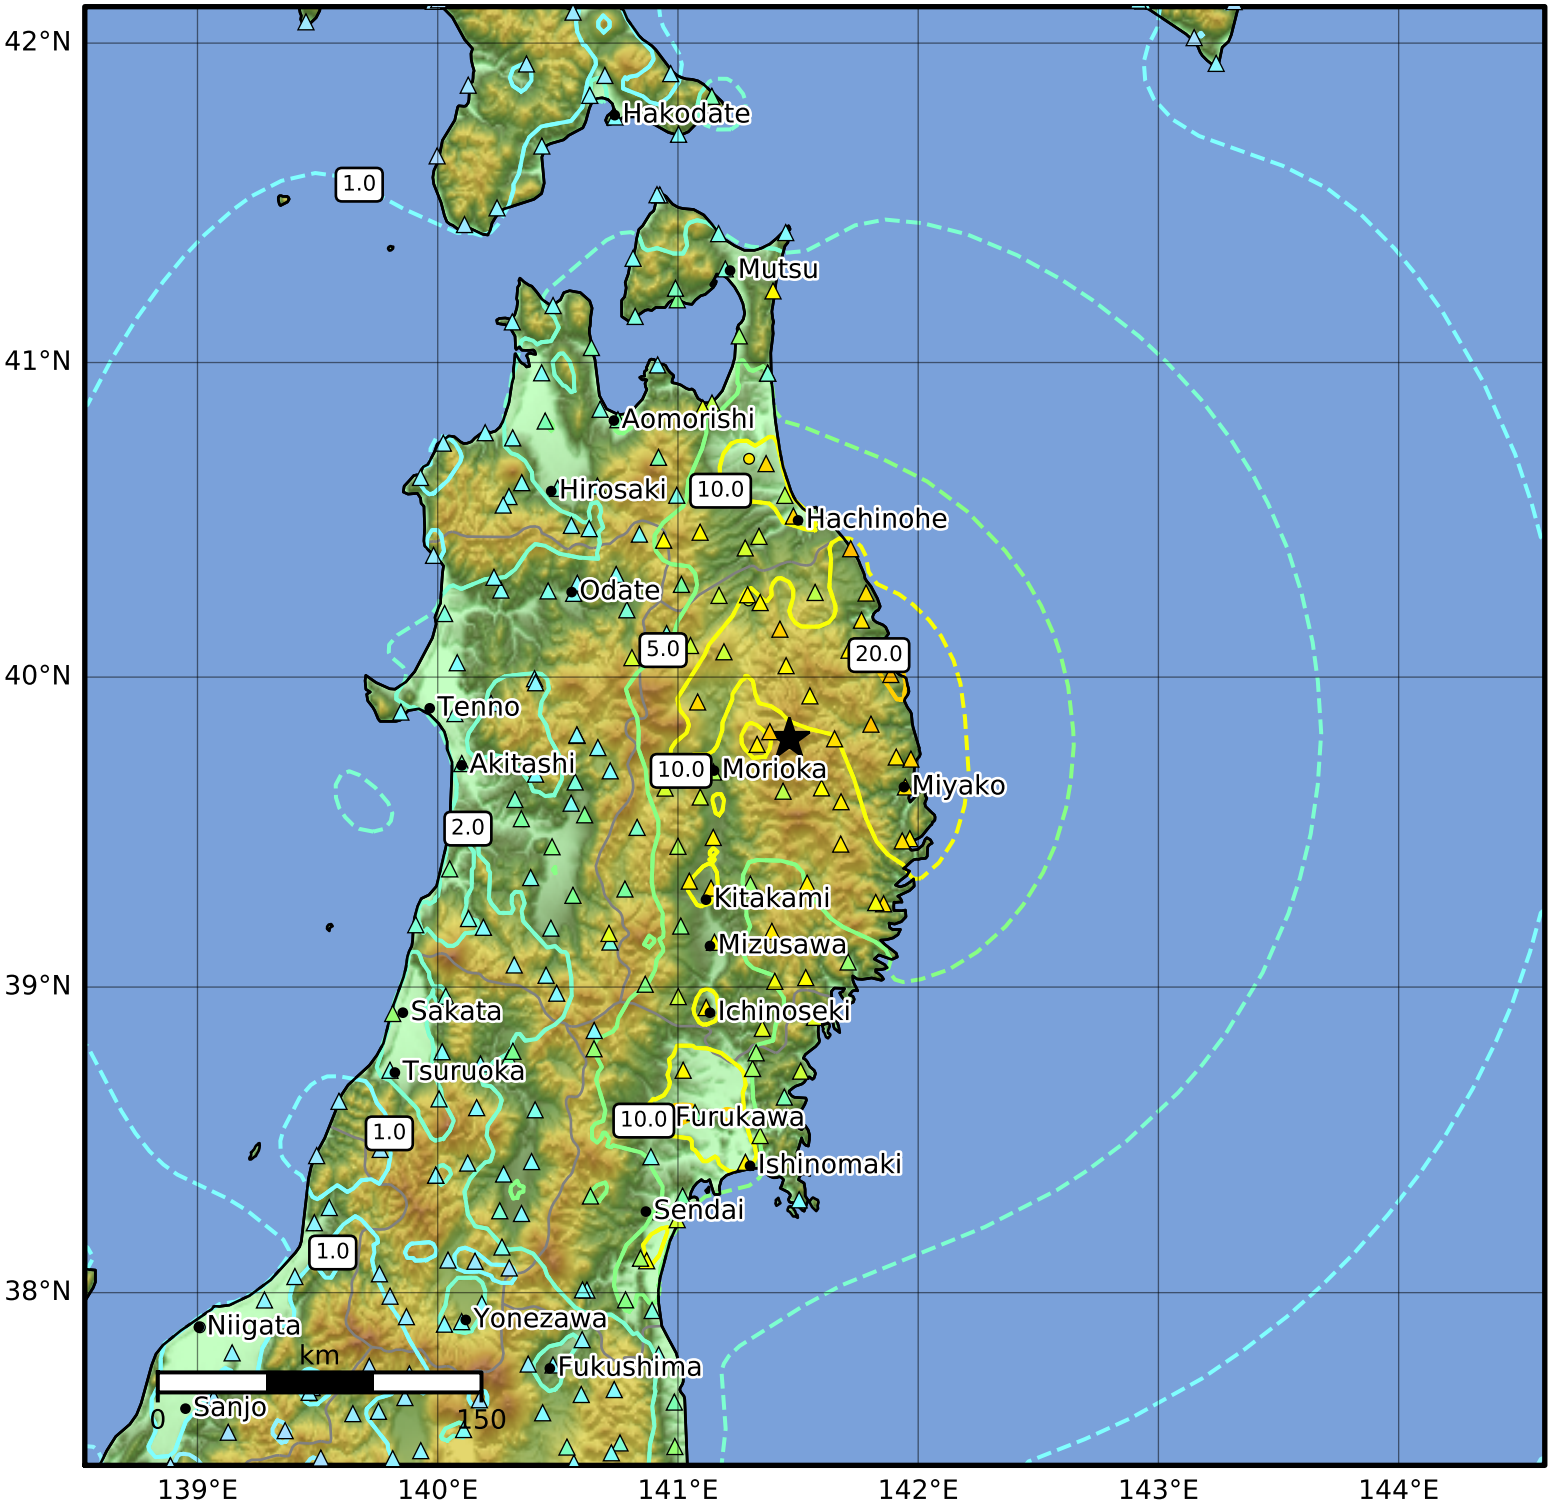 42°N
Hakodate
1.0
Mutsu
41°N
Aomorishi
Hirosaki
10.0
Hachinohe
Odate
5.0
20.0
40°N
Tenno
Akitashi
10.0
Morioka
Miyako
2.0
Kitakami
Mizusawa
39°N
Sakata
Ichinoseki
Tsuruoka
1.0
10.0
Furukawa
Ishinomaki
Sendai
1.0
38°N
Niigata
Yonezawa
km
Fukushima
Sanjo
0
150
139°E
140°E
141°E
142°E
143°E
144°E